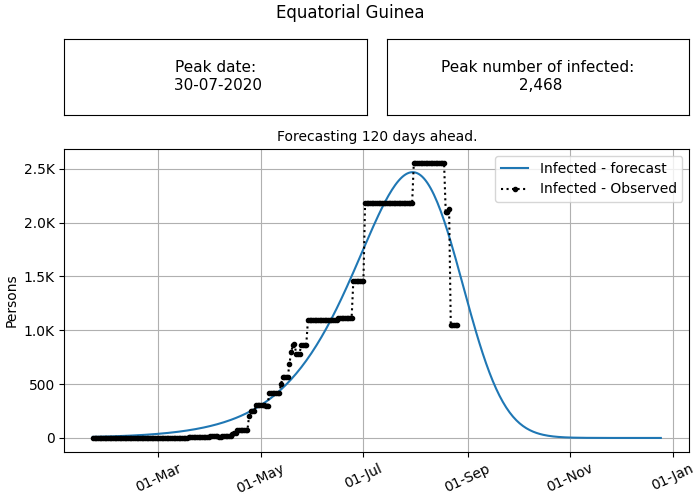 Equatorial Guinea
Peak date:
30-07-2020
Peak number of infected:
2,468
Forecasting 120 days ahead.
Infected - forecast
Infected - Observed
2.5K
2.0K
1.5K
1.0K
500
0
Persons
01-Mar
01-May
01-Jul
01-Sep
01-Nov
01-Jan